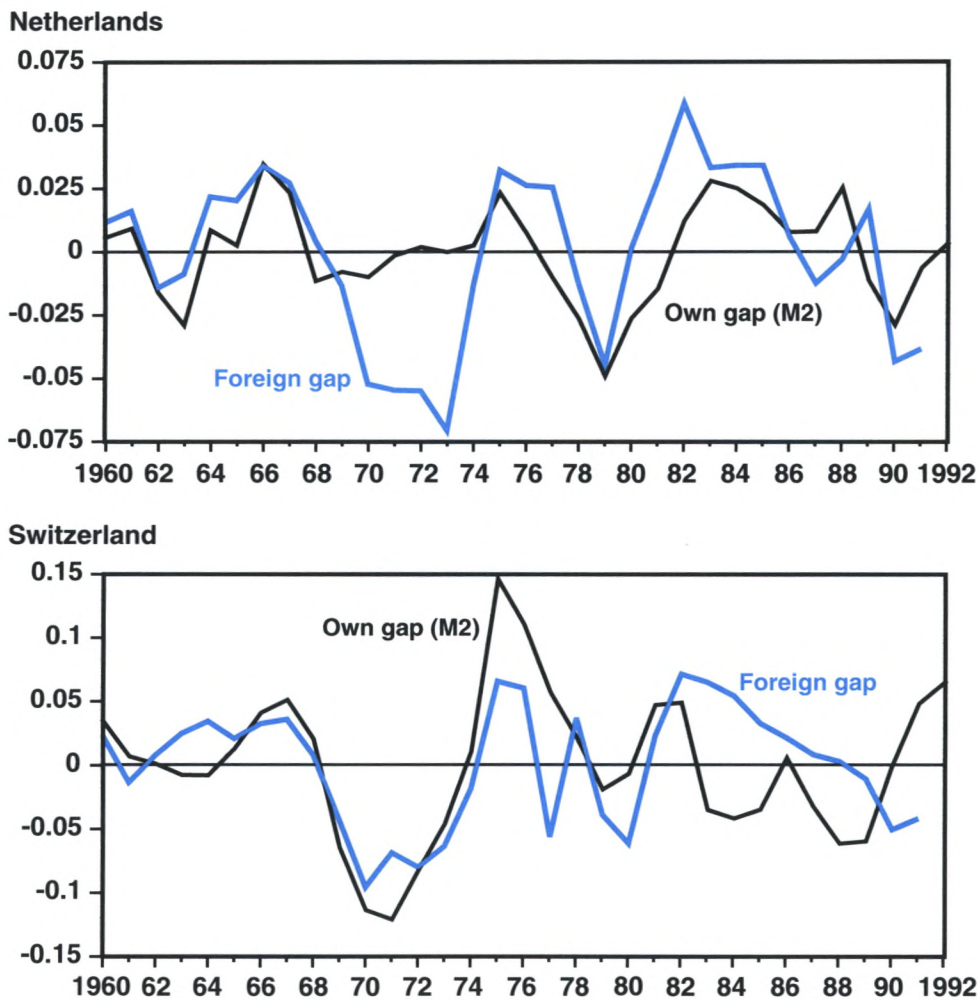 Netherlands
0.075
0.05
0.025
0
-0.025
-0.05
-0.075
Own gap (M2)
Foreign gap
1960 62 64 66 68 70 72 74 76 78 80 82 84 86 88 90 1992
Switzerland
0.15
0.1
0.05
0
-0.05
-0.1
-0.15
Own gap (M2)
Foreign gap
1960 62 64 66 68 70 72 74 76 78 80 82 84 86 88 90 1992